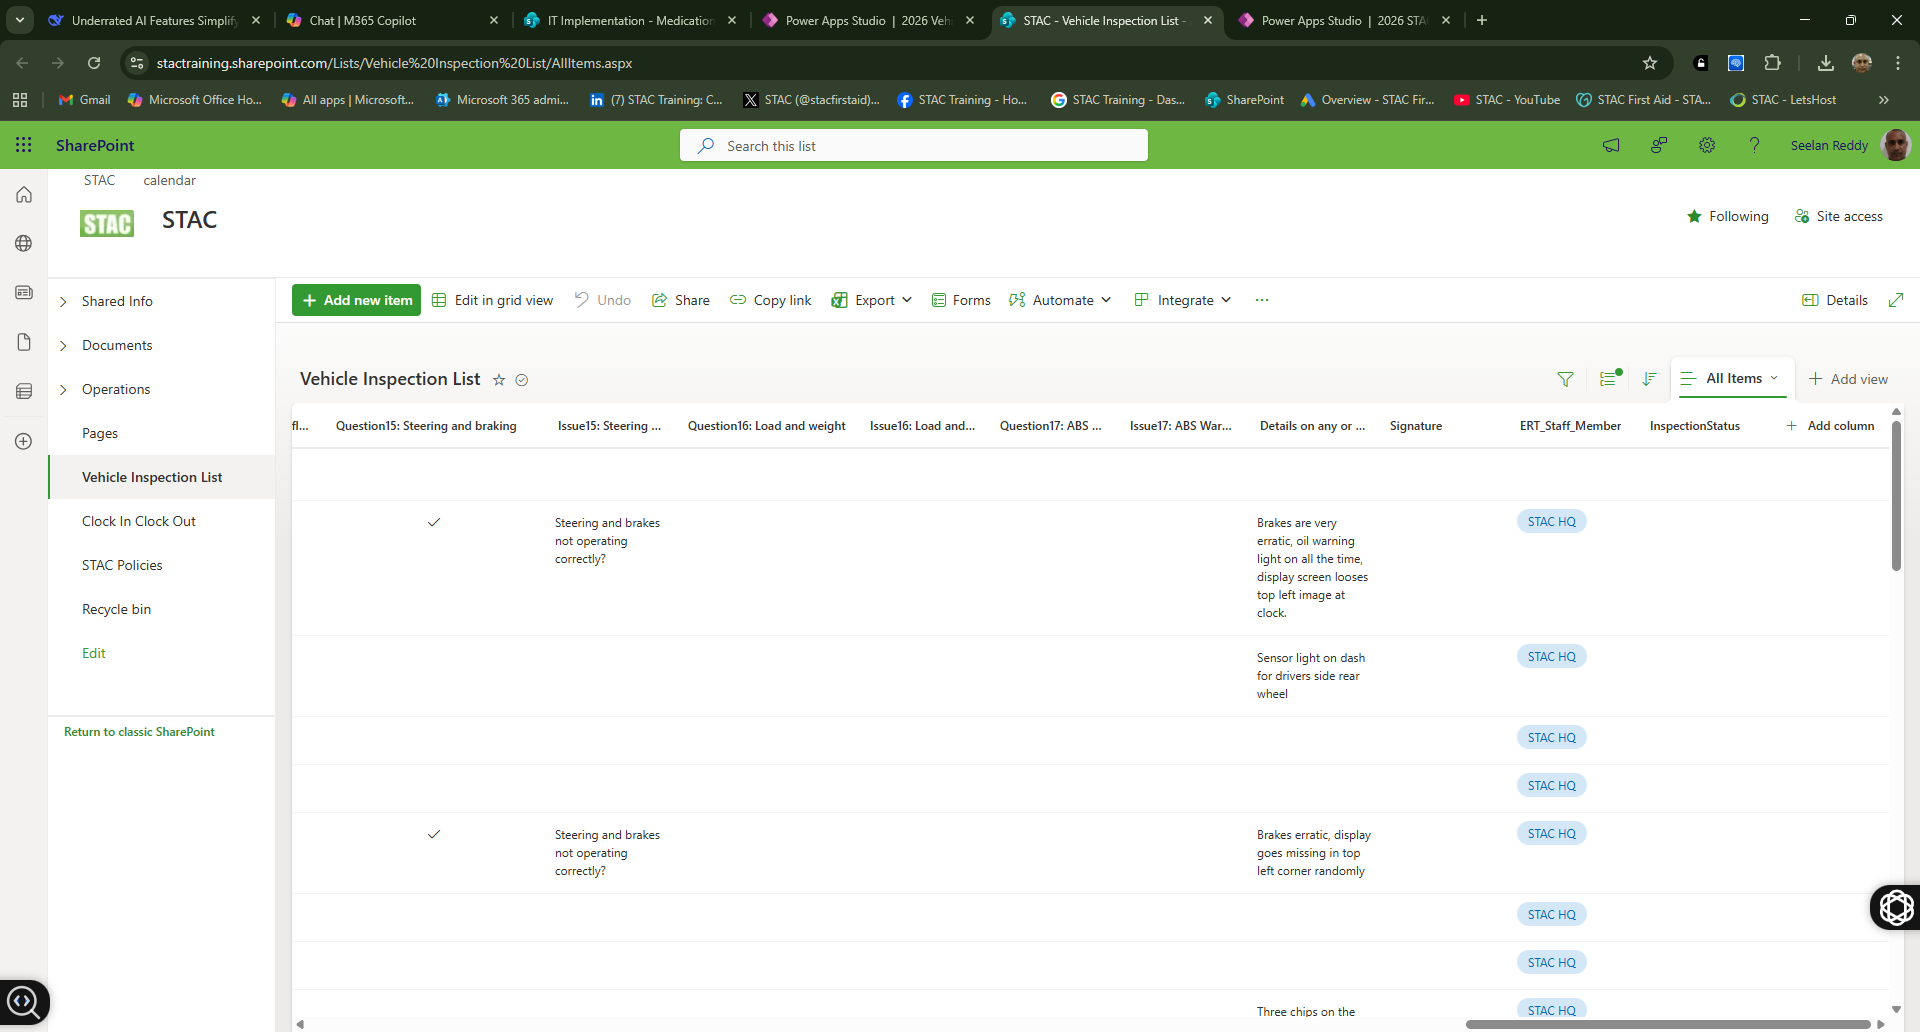 Underrated AI Features Simplify
Chat | M365 Copilot
IT Implementation - Medication
Power Apps Studio | 2026 Vehi
STAC - Vehicle Inspection List -
Power Apps Studio | 2026 STAC
stactraining.sharepoint.com/Lists/Vehicle%20Inspection%20List/AllItems.aspx
Gmail
Microsoft Office Ho...
All apps | Microsoft...
Microsoft 365 admi...
(7) STAC Training: C...
STAC (@stacfirstaid)...
STAC Training - Ho...
STAC Training - Das...
SharePoint
Overview - STAC Fir...
STAC - YouTube
STAC First Aid - STA...
STAC - LetsHost
SharePoint
Search this list
Seelan Reddy
STAC
calendar
STAC
STAC
Following
Site access
Shared Info
Documents
Operations
Pages
Vehicle Inspection List
Clock In Clock Out
STAC Policies
Recycle bin
Edit
Return to classic SharePoint
Add new item
Edit in grid view
Undo
Share
Copy link
Export
Forms
Automate
Integrate
Details
Vehicle Inspection List
All Items
Add view
fl...
Question15: Steering and braking
Issue15: Steering ...
Question16: Load and weight
Issue16: Load and...
Question17: ABS ...
Issue17: ABS War...
Details on any or ...
Signature
ERT_Staff_Member
InspectionStatus
Add column
Steering and brakes
not operating
correctly?
Brakes are very
erratic, oil warning
light on all the time,
display screen looses
top left image at
clock.
STAC HQ
Sensor light on dash
for drivers side rear
wheel
STAC HQ
STAC HQ
STAC HQ
Steering and brakes
not operating
correctly?
Brakes erratic, display
goes missing in top
left corner randomly
STAC HQ
STAC HQ
STAC HQ
Three chips on the
STAC HQ